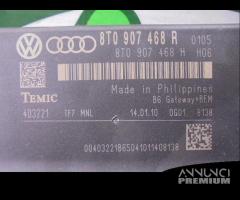 8T0 907 468 R 0105
8T0 907 468 H H06
Made in Philippines
TEMIC B6 Gateway+BEM
403221 TF7 MNL 14.01.10 0G01 8138
00403221865041011408138
ANNUNCI
PREMIUM